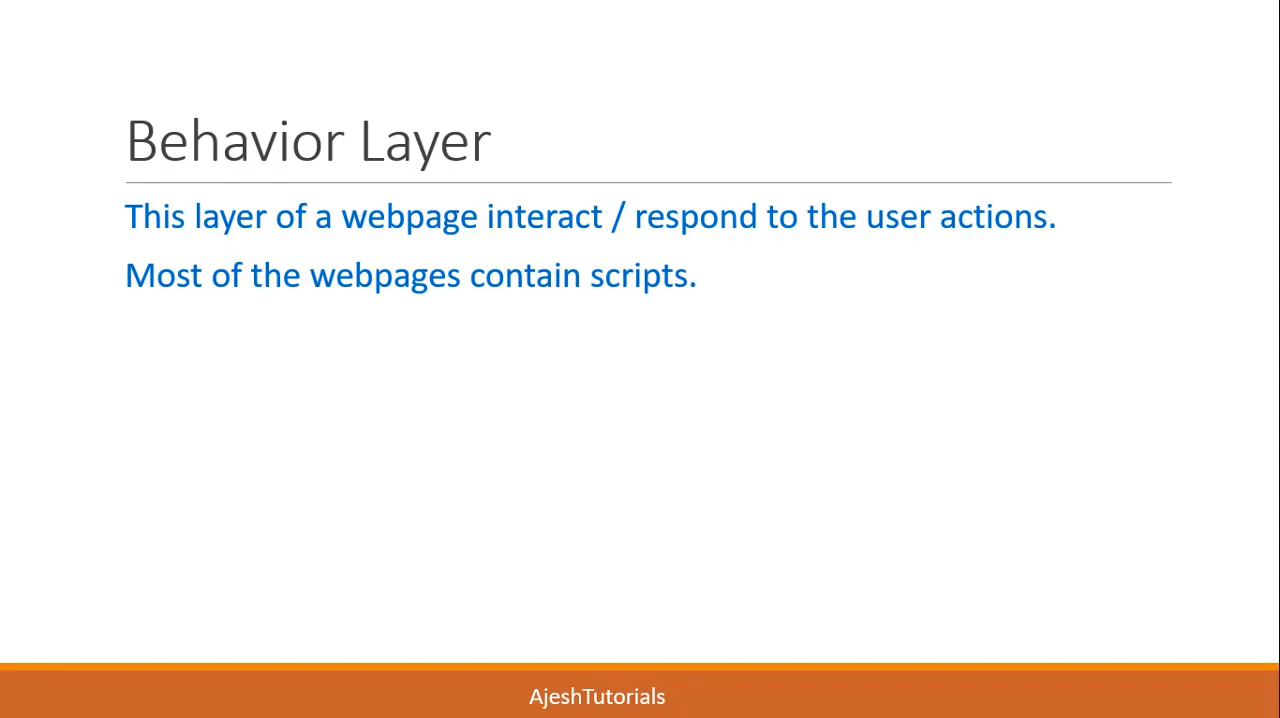 Behavior Layer
This layer of a webpage interact / respond to the user actions.
Most of the webpages contain scripts.
AjeshTutorials